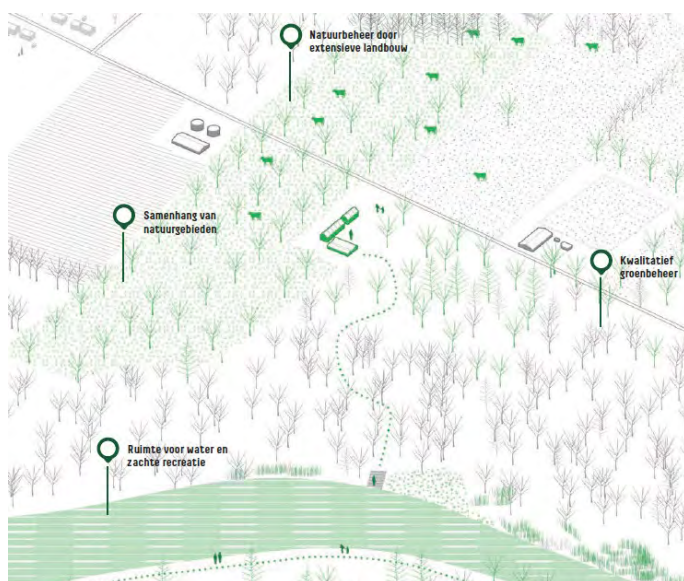 Natuurbeheer door
extensieve landbouw
Samenhang van
natuurgebieden
Kwalitatief
groenbeheer
Ruimte voor water en
zachte recreatie